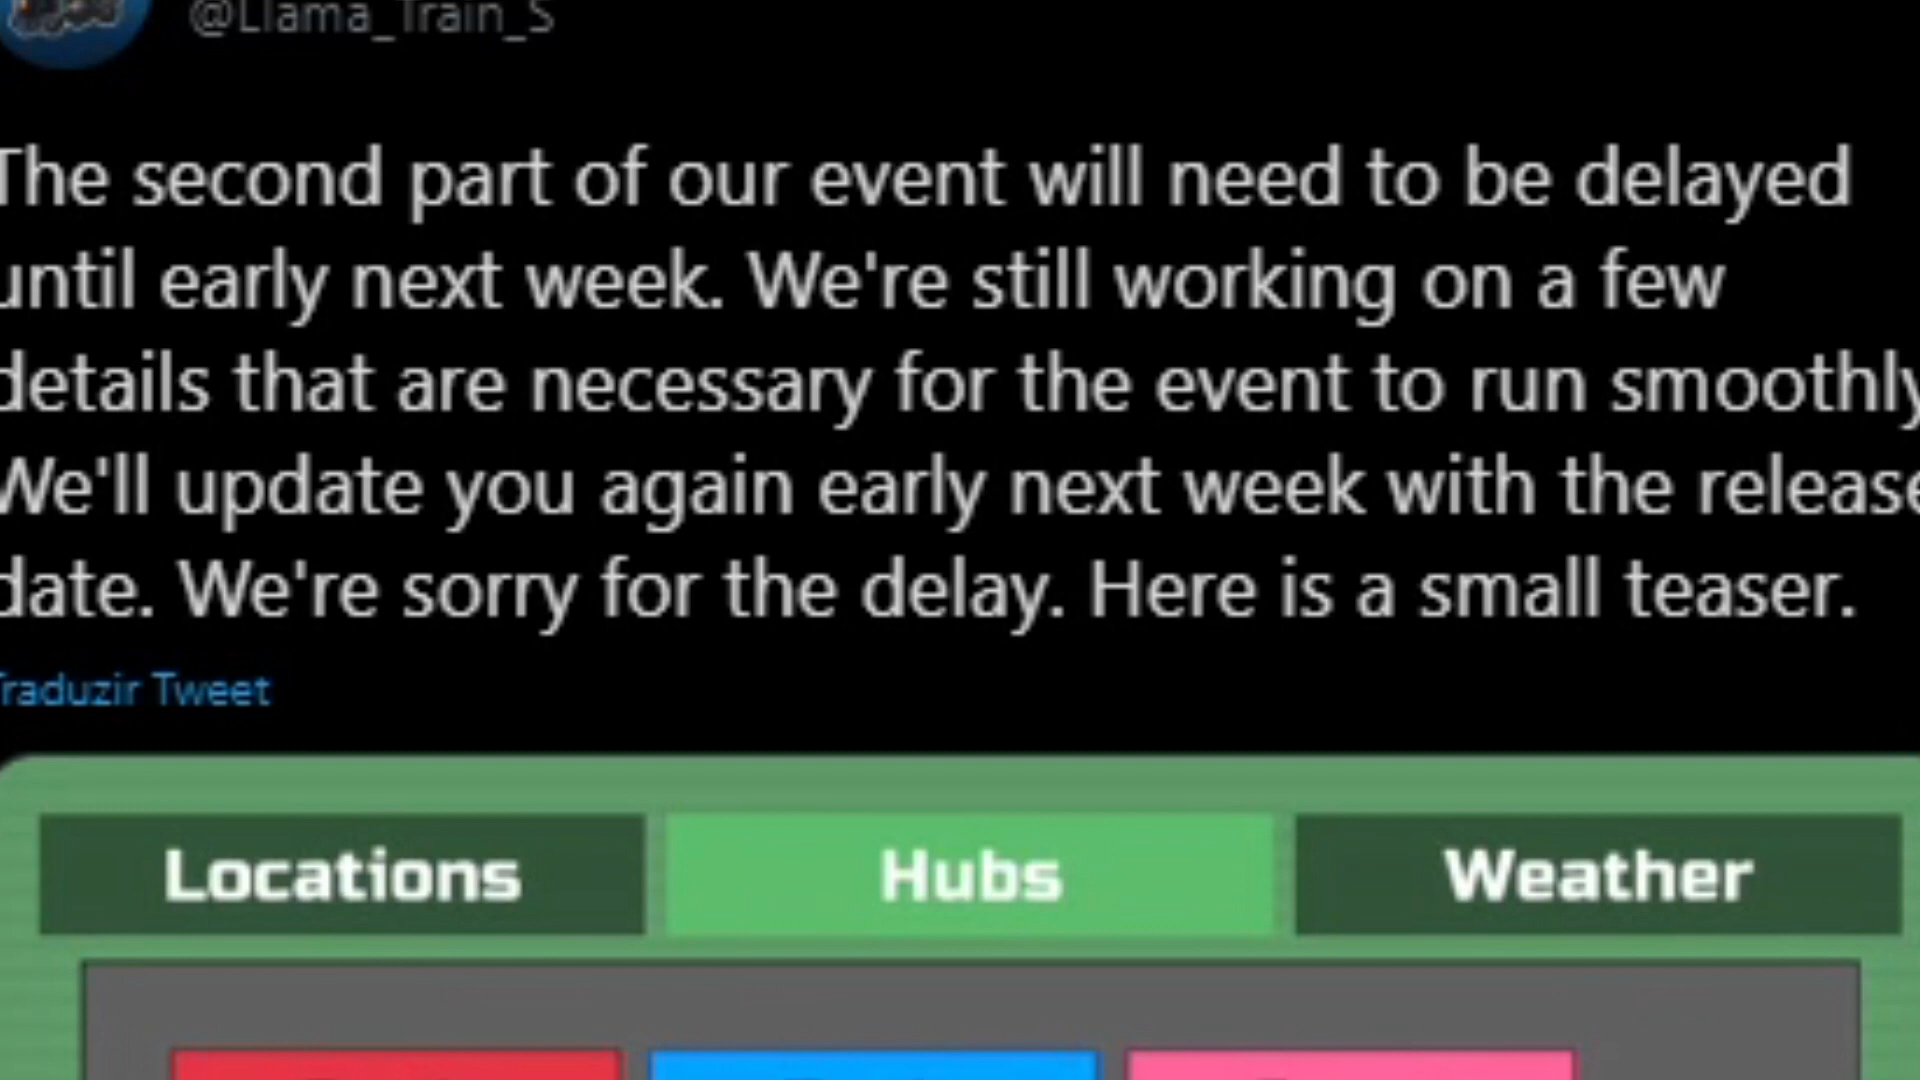 @Llama_Train_S
The second part of our event will need to be delayed
until early next week. We're still working on a few
details that are necessary for the event to run smoothly
We'll update you again early next week with the release
date. We're sorry for the delay. Here is a small teaser.
Traduzir Tweet
Locations Hubs Weather